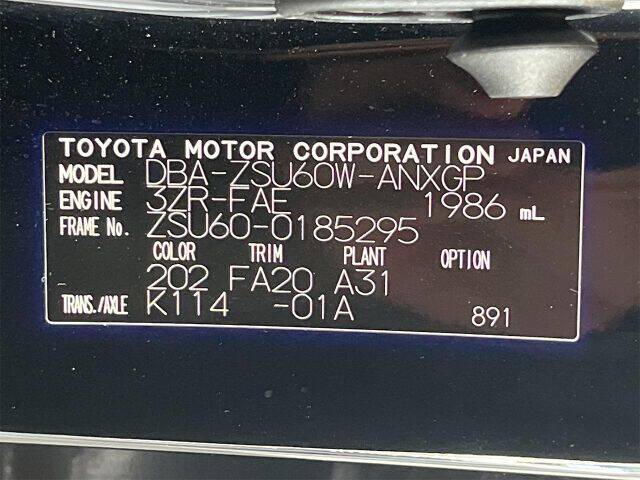 TOYOTA MOTOR CORPORATION JAPAN
MODEL DBA-ZSU60W-ANXGP
ENGINE 3ZR-FAE 1986 mL
FRAME No. ZSU60-0185295
COLOR TRIM PLANT OPTION
202 FA20 A31
TRANS./AXLE K114 -01A 891